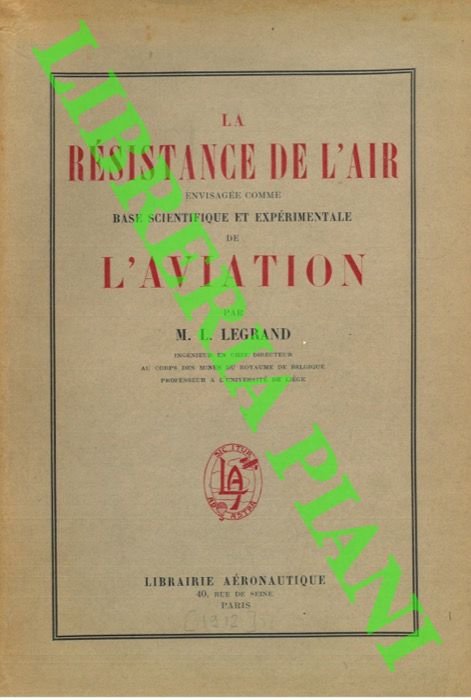 LA
RÉSISTANCE DE L'AIR
ENVISAGÉE COMME
BASE SCIENTIFIQUE ET EXPÉRIMENTALE
DE
L'AVIATION
PAR
M. L. LEGRAND
INGÉNIEUR EN CHEF DIRECTEUR
AU CORPS DES MINES DU ROYAUME DE BELGIQUE
PROFESSEUR A L'UNIVERSITÉ DE LIÉGE
SIC ITUR
LA
AD ASTRA
LIBRAIRIE AÉRONAUTIQUE
40, RUE DE SEINE
PARIS
[1912]
LIBRERIA PIANI